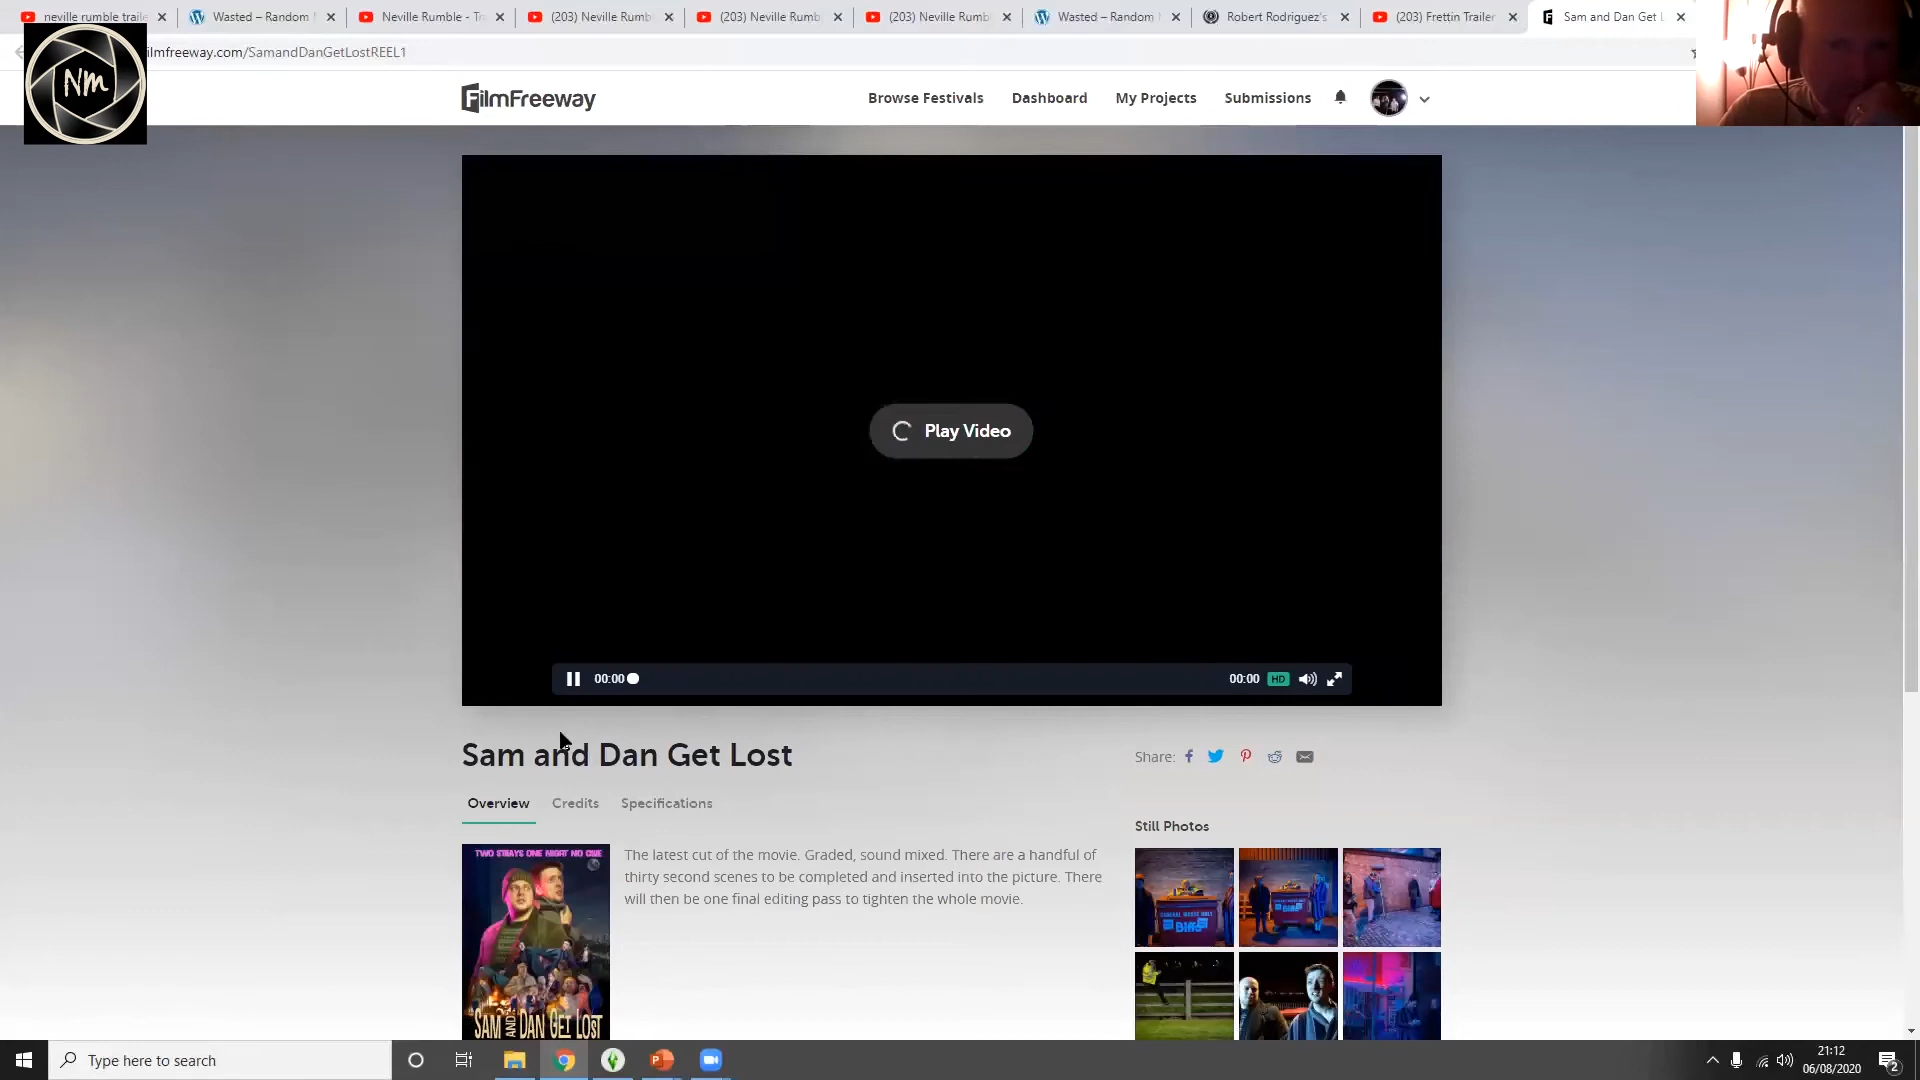 neville rumble traile
Wasted – Random
Neville Rumble - Tr
(203) Neville Rumb
(203) Neville Rumb
(203) Neville Rumb
Wasted – Random
Robert Rodriguez's
(203) Frettin Trailer
Sam and Dan Get L
ilmfreeway.com/SamandDanGetLostREEL1
Nm
FilmFreeway
Browse Festivals
Dashboard
My Projects
Submissions
Play Video
00:00
00:00
HD
Sam and Dan Get Lost
Share:
Overview
Credits
Specifications
Still Photos
TWO STRAYS ONE NIGHT NO CLUE
SAM AND DAN GET LOST
The latest cut of the movie. Graded, sound mixed. There are a handful of
thirty second scenes to be completed and inserted into the picture. There
will then be one final editing pass to tighten the whole movie.
Type here to search
21:12
06/08/2020
2